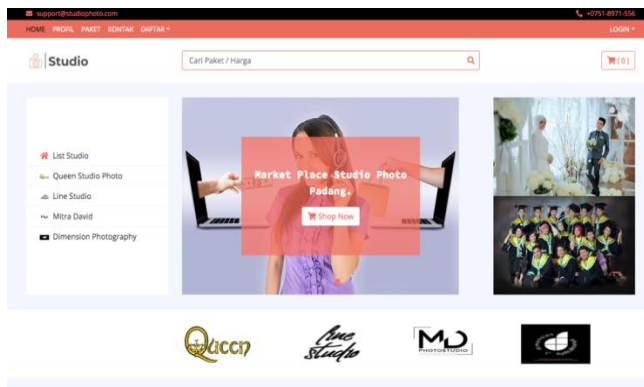 support@studiophoto.com
+0751-8971-556
HOME PROFIL PAKET KONTAK DAFTAR
LOGIN
Studio
Cari Paket / Harga
( 0 )
List Studio
Queen Studio Photo
Line Studio
Mitra David
Dimension Photography
Market Place Studio Photo
Padang.
Shop Now
Queen
line
studio
MD
PHOTOSTUDIO